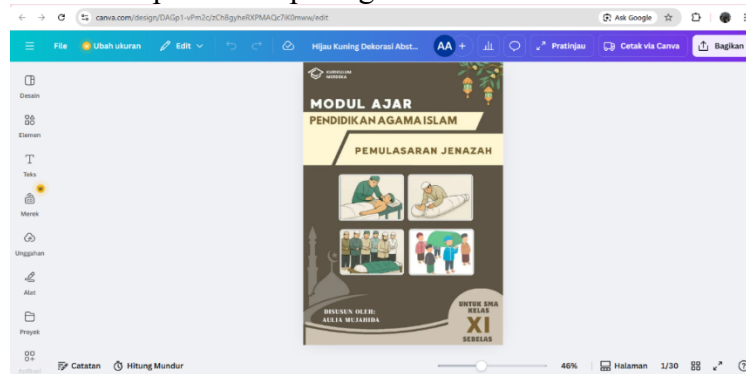 canva.com/design/DAGp1-vPm2c/zChBgyheRXPMAQc7iK0mww/edit
Ask Google
File
Ubah ukuran
Edit
Hijau Kuning Dekorasi Abst...
AA
Pratinjau
Cetak via Canva
Bagikan
Desain
Elemen
Teks
Merek
Unggahan
Alat
Proyek
KURIKULUM
MERDEKA
MODUL AJAR
PENDIDIKAN AGAMA ISLAM
PEMULASARAN JENAZAH
DISUSUN OLEH:
AULIA MUJAHIDA
UNTUK SMA
KELAS
XI
SEBELAS
Catatan
Hitung Mundur
46%
Halaman
1/30